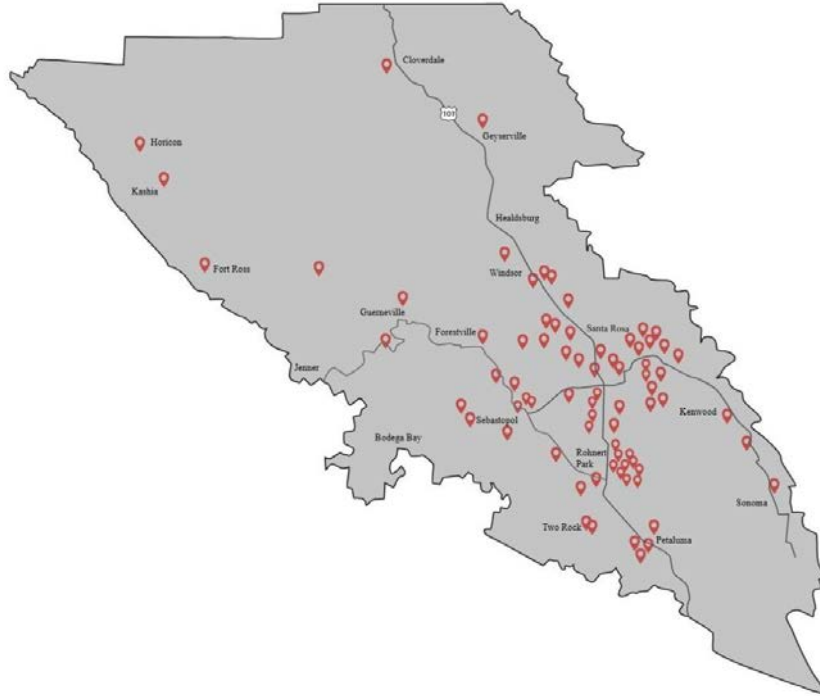 Cloverdale
101
Geyserville
Horicon
Kashia
Healdsburg
Fort Ross
Windsor
Guerneville
Forestville
Santa Rosa
Jenner
Kenwood
Sebastopol
Bodega Bay
Rohnert
Park
Sonoma
Two Rock
Petaluma